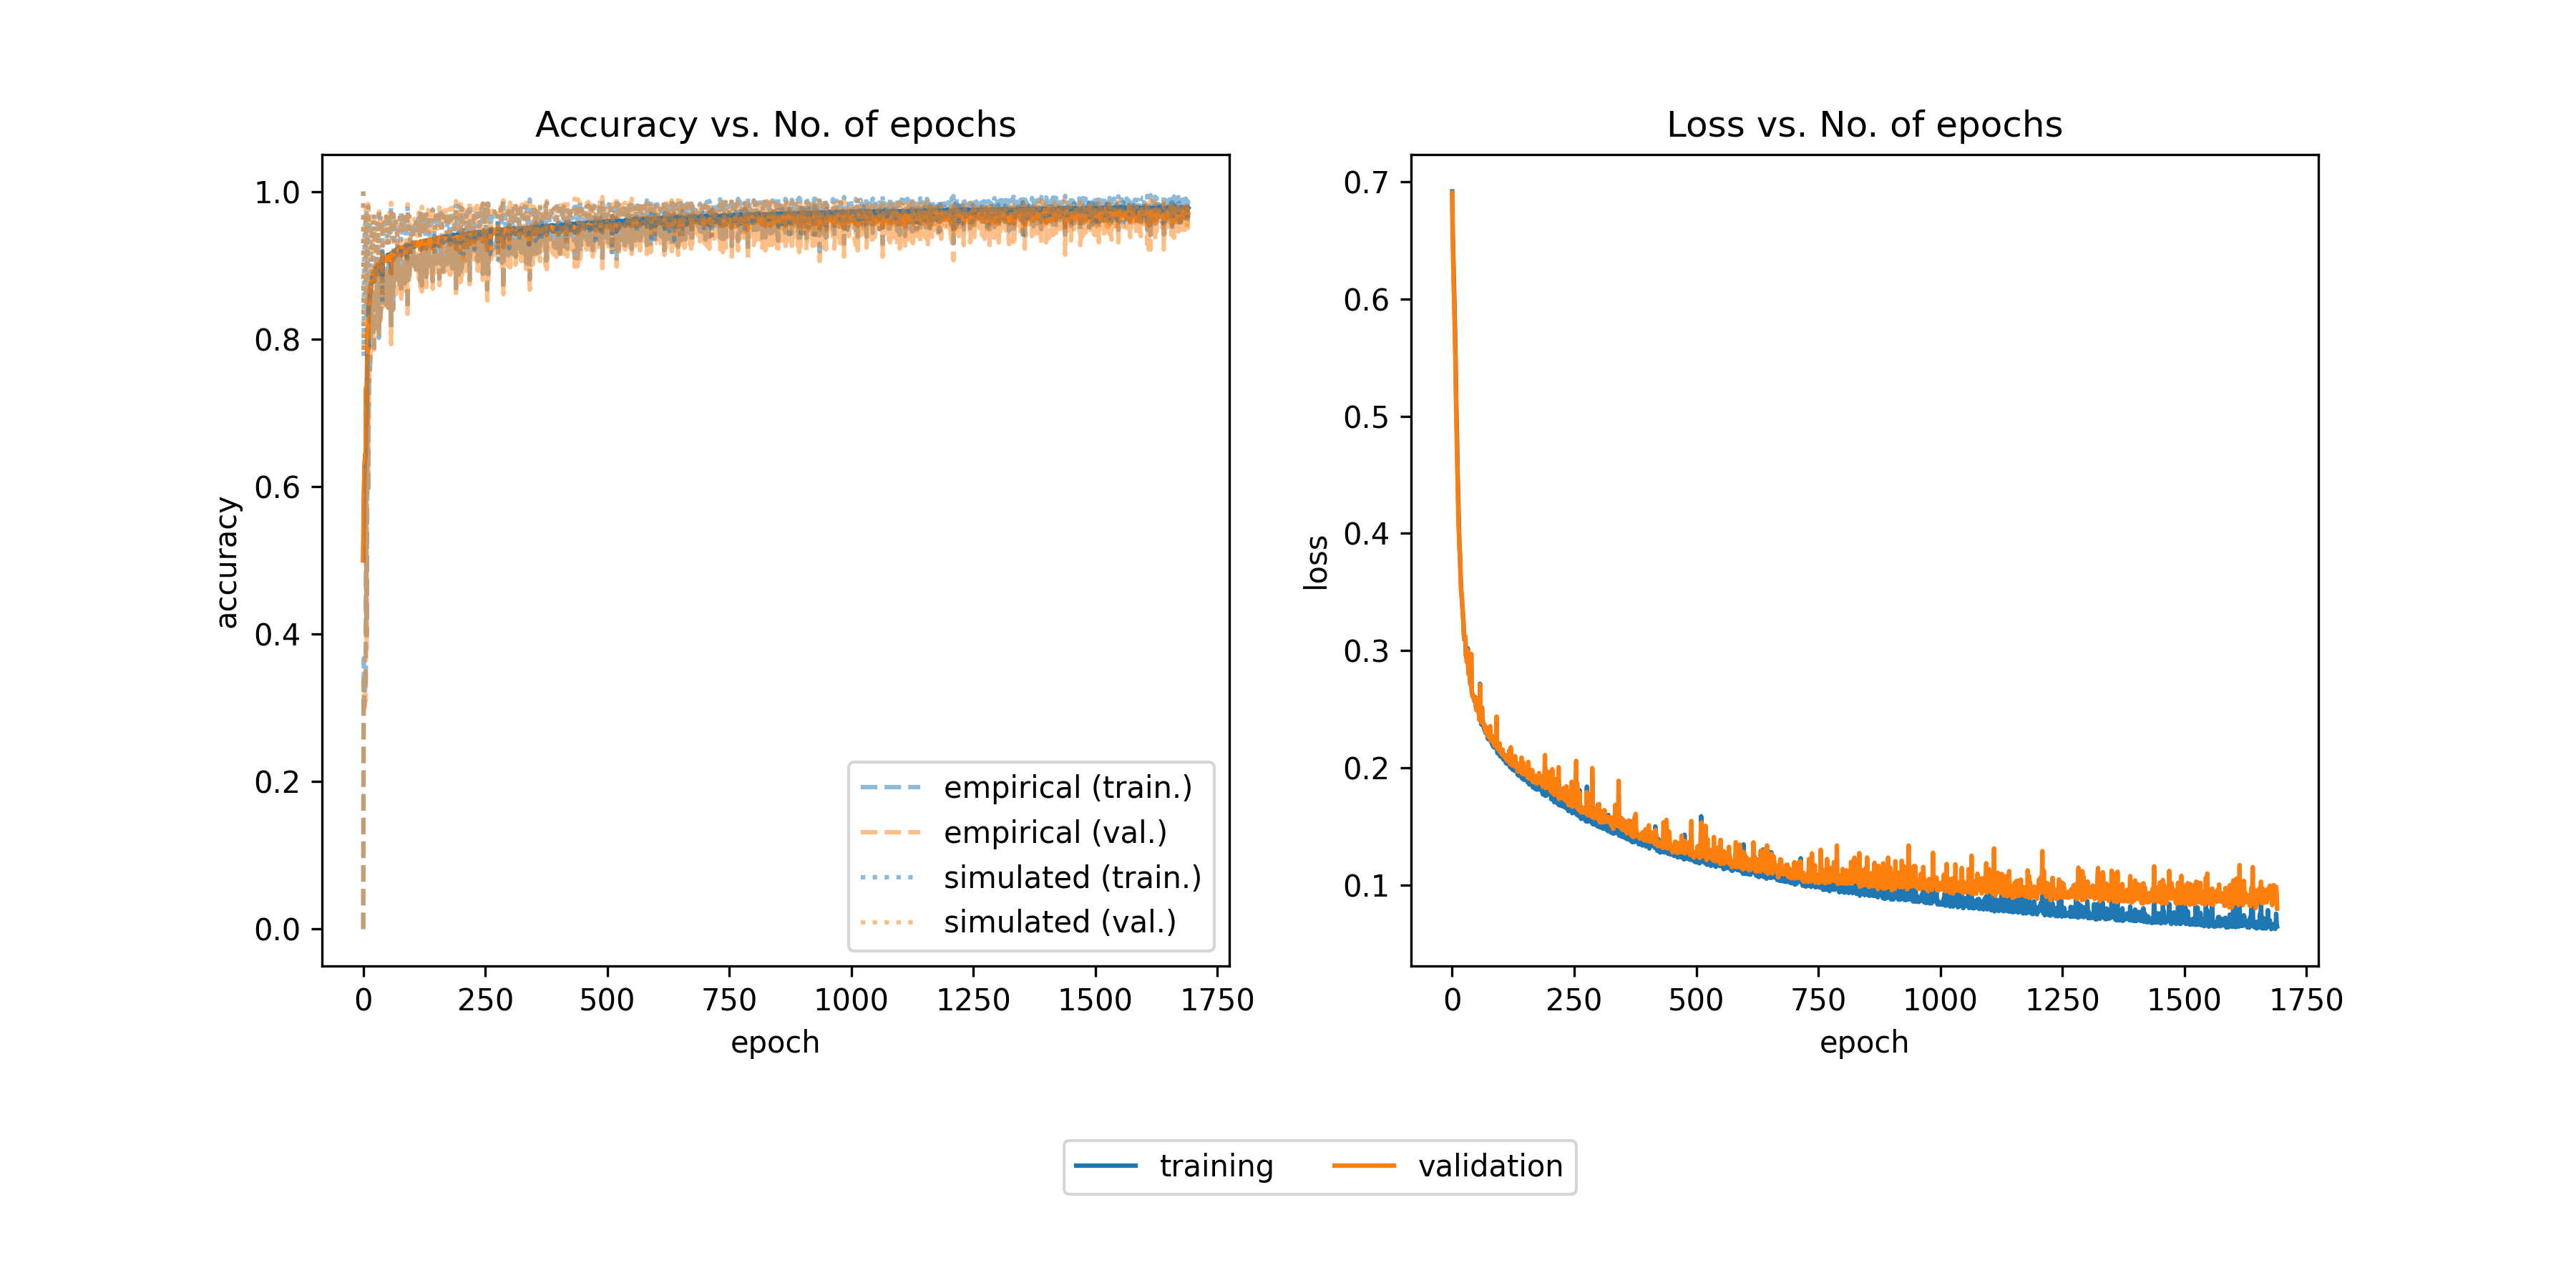 Accuracy vs. No. of epochs
1.0
0.8
0.6
0.4
0.2
0.0
accuracy
0 250 500 750 1000 1250 1500 1750
epoch
empirical (train.)
empirical (val.)
simulated (train.)
simulated (val.)
Loss vs. No. of epochs
0.7
0.6
0.5
0.4
0.3
0.2
0.1
loss
0 250 500 750 1000 1250 1500 1750
epoch
training validation